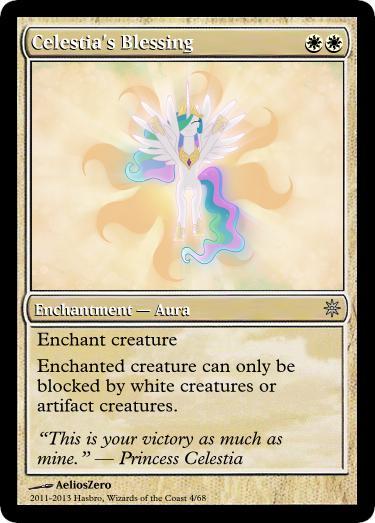 Celestia's Blessing
Enchantment — Aura
Enchant creature
Enchanted creature can only be
blocked by white creatures or
artifact creatures.
“This is your victory as much as
mine.” — Princess Celestia
AeliosZero
2011-2013 Hasbro, Wizards of the Coast 4/68